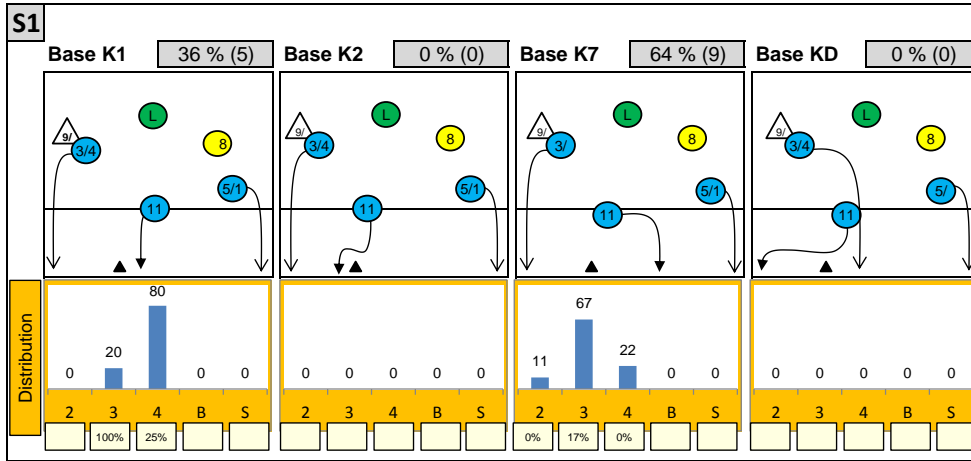 S1
Base K1 36 % (5) Base K2 0 % (0) Base K7 64 % (9) Base KD 0 % (0)
L L L L
9/ 9/ 9/ 9/
3/4 8 3/4 8 3/ 8 3/4 8
5/1 5/1 5/1 5/
11 11 11 11
Distribution
80
67
20 11 22
0 0 0 0 0 0 0 0 0 0 0 0 0 0 0
2 3 4 B S 2 3 4 B S 2 3 4 B S 2 3 4 B S
100% 25% 0% 17% 0%